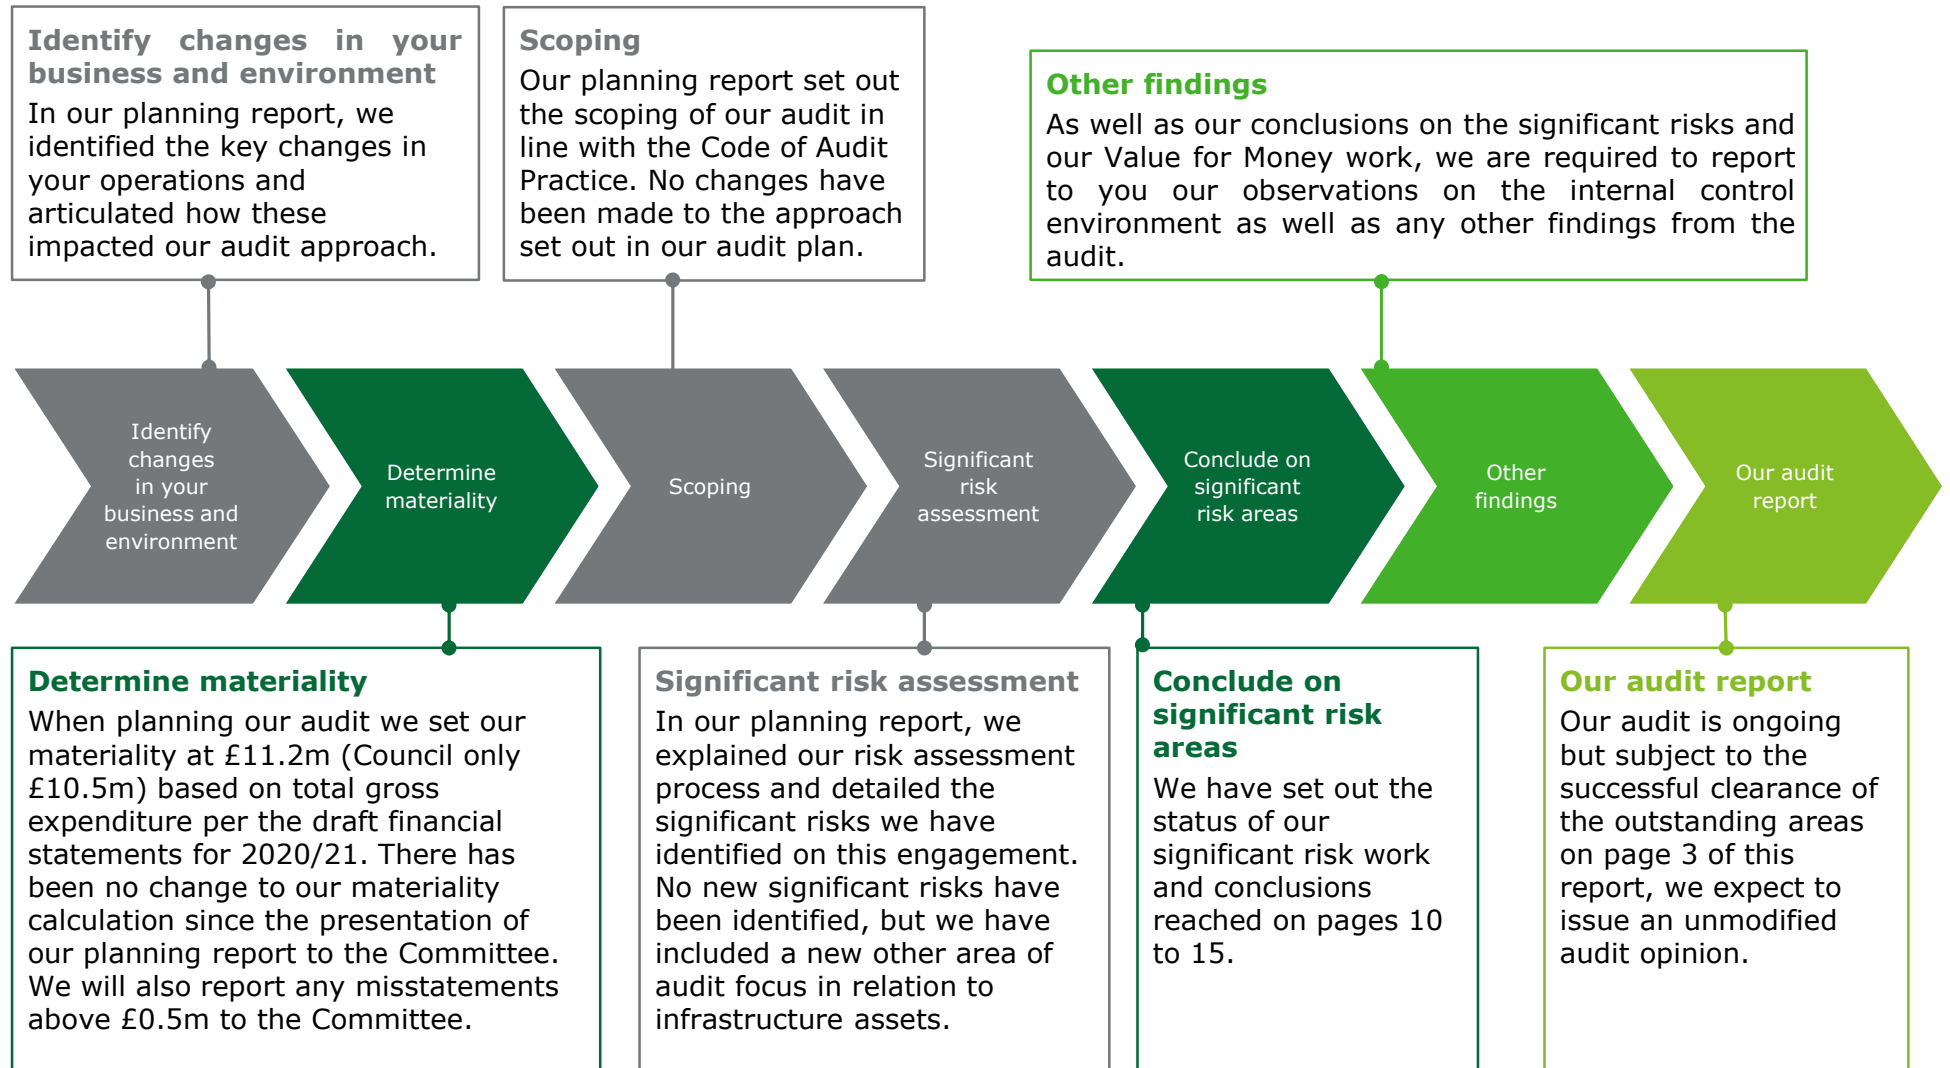 Identify changes in your
business and environment
In our planning report, we
identified the key changes in
your operations and
articulated how these
impacted our audit approach.
Scoping
Our planning report set out
the scoping of our audit in
line with the Code of Audit
Practice. No changes have
been made to the approach
set out in our audit plan.
Other findings
As well as our conclusions on the significant risks and
our Value for Money work, we are required to report
to you our observations on the internal control
environment as well as any other findings from the
audit.
Identify
changes
in your
business and
environment
Determine
materiality
Scoping
Significant
risk
assessment
Conclude on
significant
risk areas
Other
findings
Our audit
report
Determine materiality
When planning our audit we set our
materiality at £11.2m (Council only
£10.5m) based on total gross
expenditure per the draft financial
statements for 2020/21. There has
been no change to our materiality
calculation since the presentation of
our planning report to the Committee.
We will also report any misstatements
above £0.5m to the Committee.
Significant risk assessment
In our planning report, we
explained our risk assessment
process and detailed the
significant risks we have
identified on this engagement.
No new significant risks have
been identified, but we have
included a new other area of
audit focus in relation to
infrastructure assets.
Conclude on
significant risk
areas
We have set out the
status of our
significant risk work
and conclusions
reached on pages 10
to 15.
Our audit report
Our audit is ongoing
but subject to the
successful clearance of
the outstanding areas
on page 3 of this
report, we expect to
issue an unmodified
audit opinion.